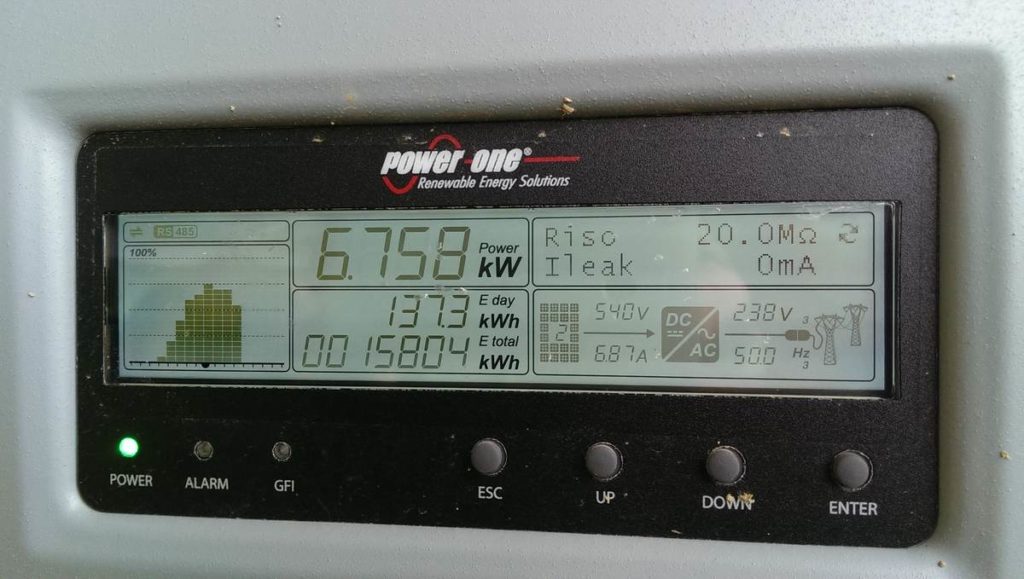 power-one®
Renewable Energy Solutions
RS 485
100%
6.758 Power kW
137.3 E day kWh
0015804 E total kWh
Riso 20.0MΩ
Ileak 0mA
2
540V
6.87A
DC
AC
238V
50.0 Hz
3
3
POWER
ALARM
GFI
ESC
UP
DOWN
ENTER